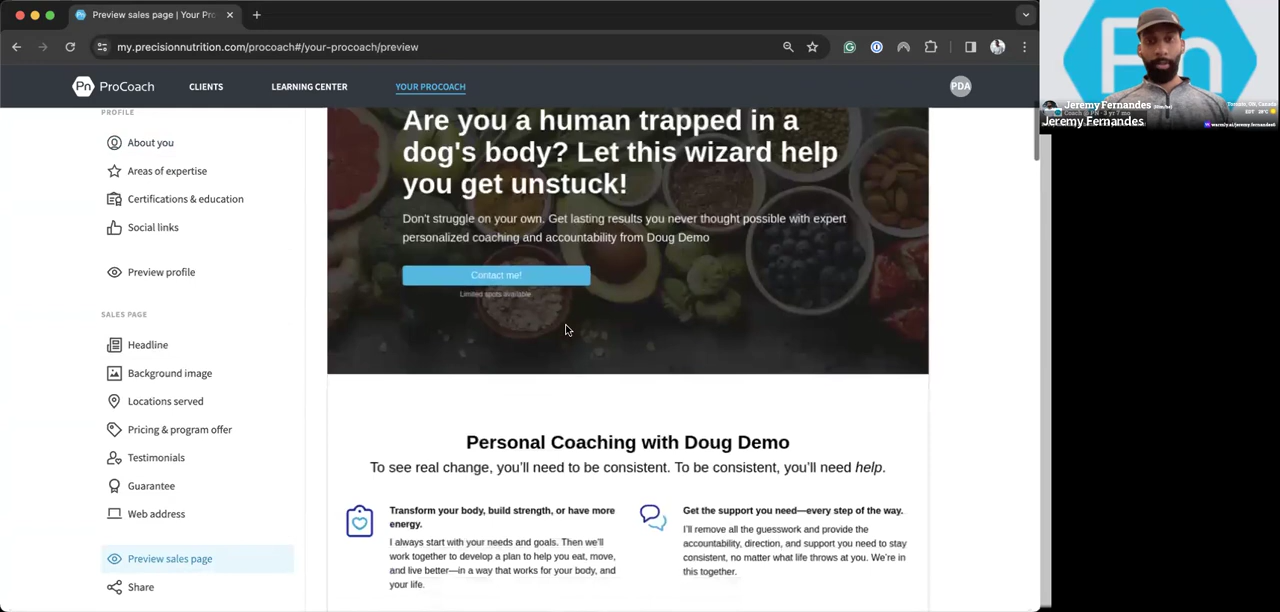 Preview sales page | Your Pro
my.precisionnutrition.com/procoach#/your-procoach/preview
Pn ProCoach CLIENTS LEARNING CENTER YOUR PROCOACH PDA
PROFILE
About you
Areas of expertise
Certifications & education
Social links
Preview profile
SALES PAGE
Headline
Background image
Locations served
Pricing & program offer
Testimonials
Guarantee
Web address
Preview sales page
Share
Are you a human trapped in a
dog's body? Let this wizard help
you get unstuck!
Don't struggle on your own. Get lasting results you never thought possible with expert
personalized coaching and accountability from Doug Demo
Contact me!
Limited spots available
Personal Coaching with Doug Demo
To see real change, you'll need to be consistent. To be consistent, you'll need help.
Transform your body, build strength, or have more
energy.
I always start with your needs and goals. Then we'll
work together to develop a plan to help you eat, move,
and live better—in a way that works for your body, and
your life.
Get the support you need—every step of the way.
I'll remove all the guesswork and provide the
accountability, direction, and support you need to stay
consistent, no matter what life throws at you. We're in
this together.
Pn
Jeremy Fernandes
Toronto, ON, Canada
Jeremy Fernandes